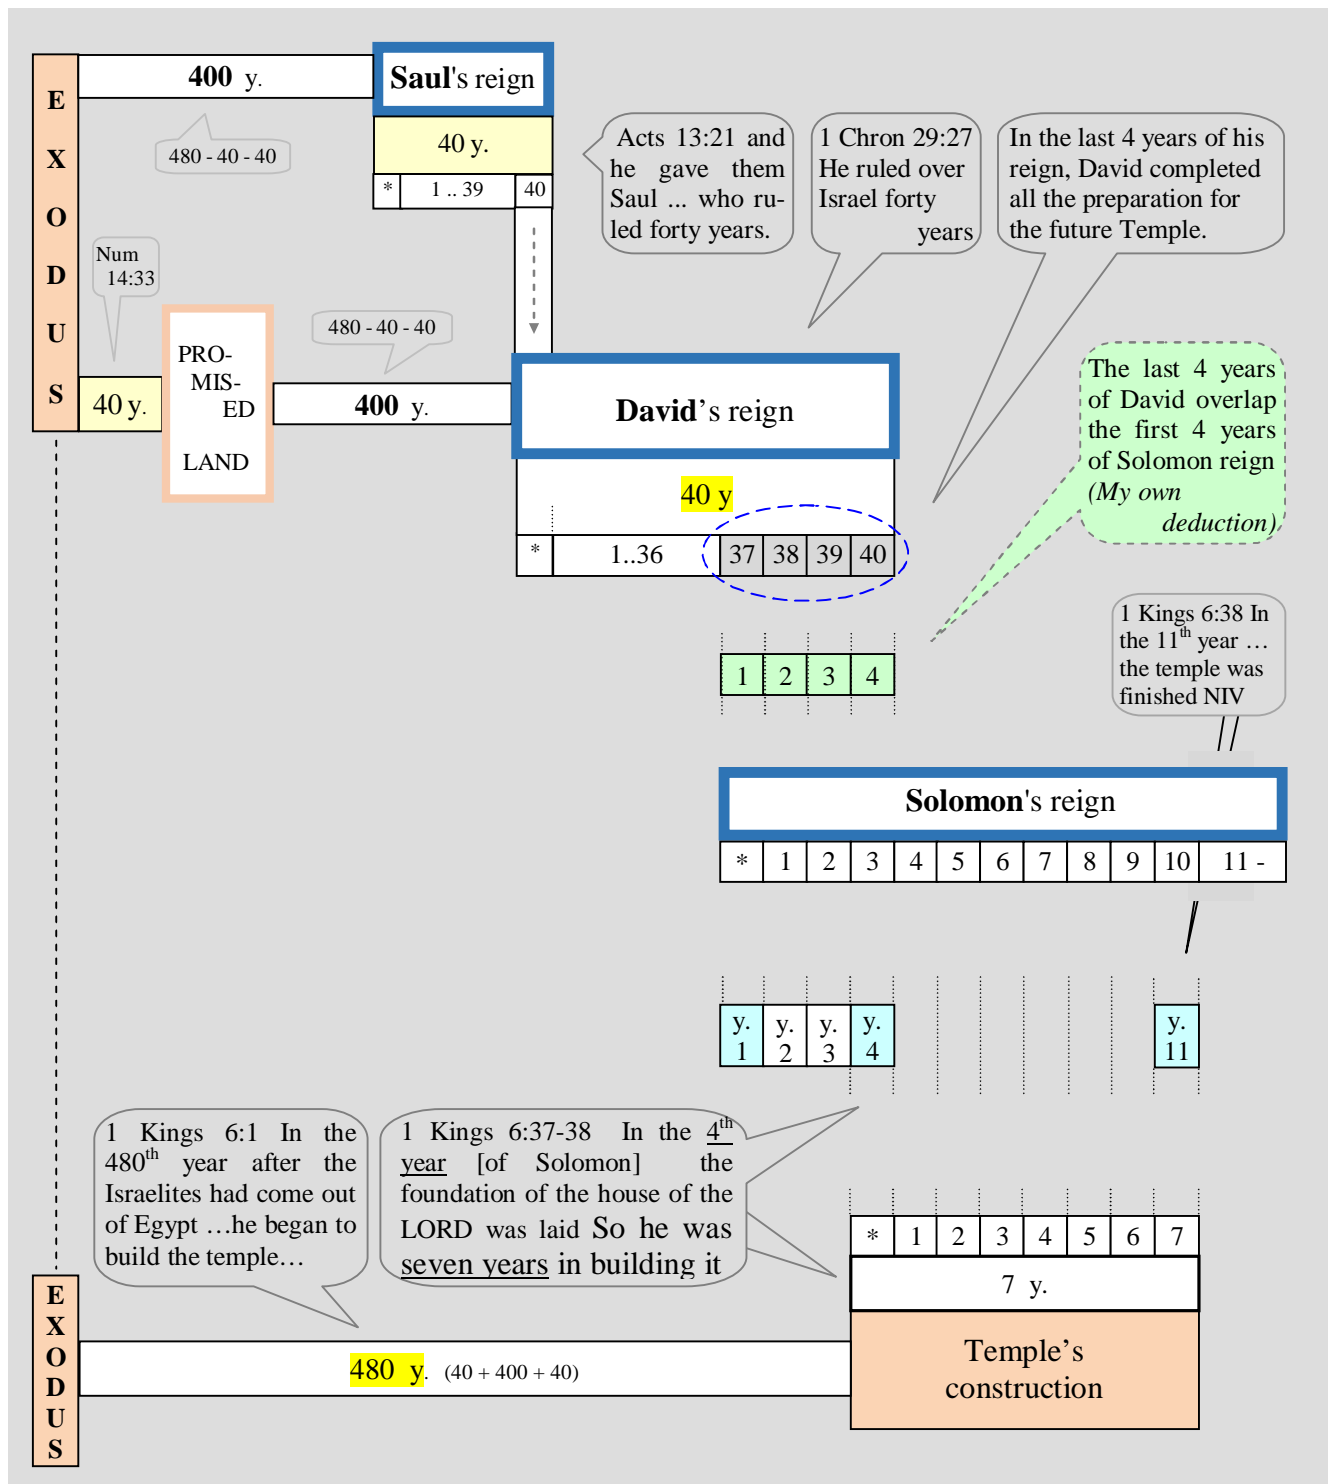 E
X
O
D
U
S
400 y.
Saul's reign
480 - 40 - 40
40 y.
* 1 .. 39 40
Acts 13:21 and
he gave them
Saul ... who ru-
led forty years.
1 Chron 29:27
He ruled over
Israel forty
years
In the last 4 years of his
reign, David completed
all the preparation for
the future Temple.
Num
14:33
40 y.
PRO-
MIS-
ED
LAND
480 - 40 - 40
400 y.
David’s reign
40 y
* 1..36 37 38 39 40
The last 4 years
of David overlap
the first 4 years
of Solomon reign
(My own
deduction)
1 2 3 4
1 Kings 6:38 In
the 11th year …
the temple was
finished NIV
Solomon's reign
* 1 2 3 4 5 6 7 8 9 10 11 -
y. y. y. y. y.
1 2 3 4 11
1 Kings 6:1 In the
480th year after the
Israelites had come out
of Egypt …he began to
build the temple…
1 Kings 6:37-38 In the 4th
year [of Solomon] the
foundation of the house of the
LORD was laid So he was
seven years in building it
* 1 2 3 4 5 6 7
7 y.
Temple’s
construction
E
X
O
D
U
S
480 y. (40 + 400 + 40)